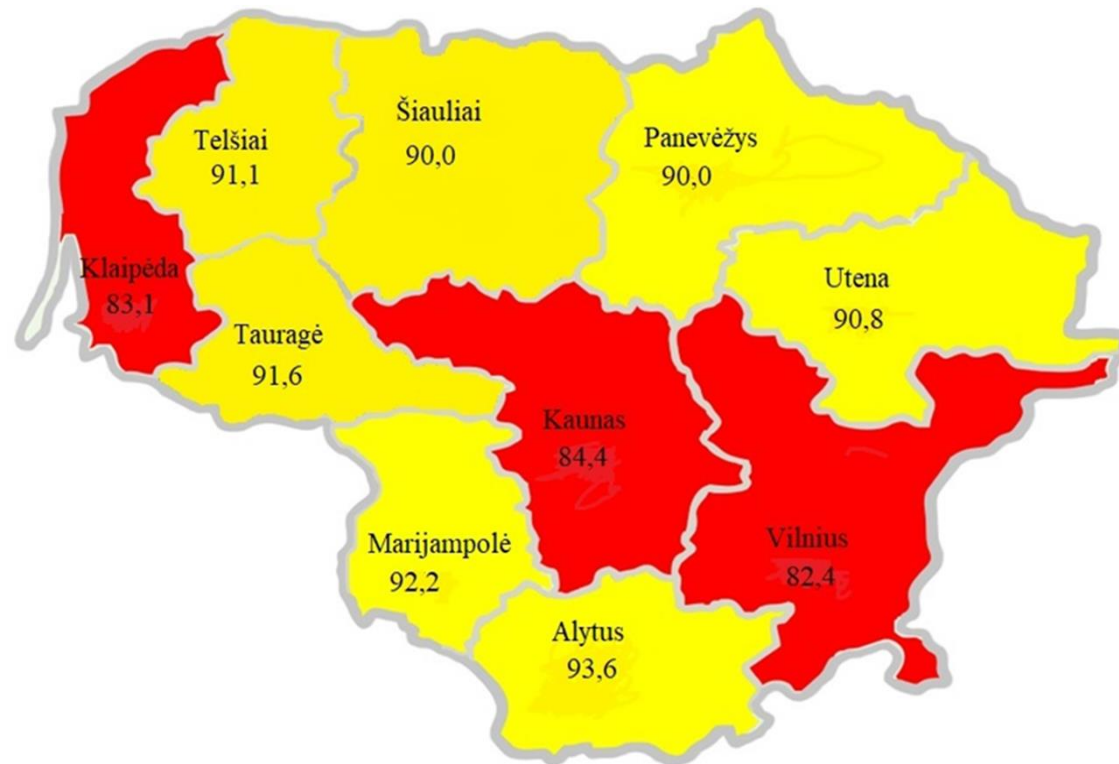 Šiauliai
90,0
Telšiai
91,1
Panevėžys
90,0
Klaipėda
83,1
Utena
90,8
Tauragė
91,6
Kaunas
84,4
Marijampolė
92,2
Vilnius
82,4
Alytus
93,6